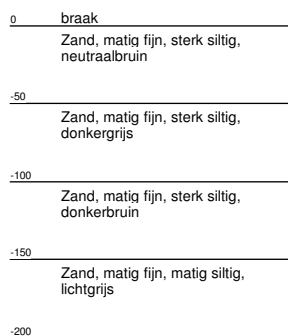 0 braak
Zand, matig fijn, sterk siltig,
neutraalbruin
-50
Zand, matig fijn, sterk siltig,
donkergrijs
-100
Zand, matig fijn, sterk siltig,
donkerbruin
-150
Zand, matig fijn, matig siltig,
lichtgrijs
-200